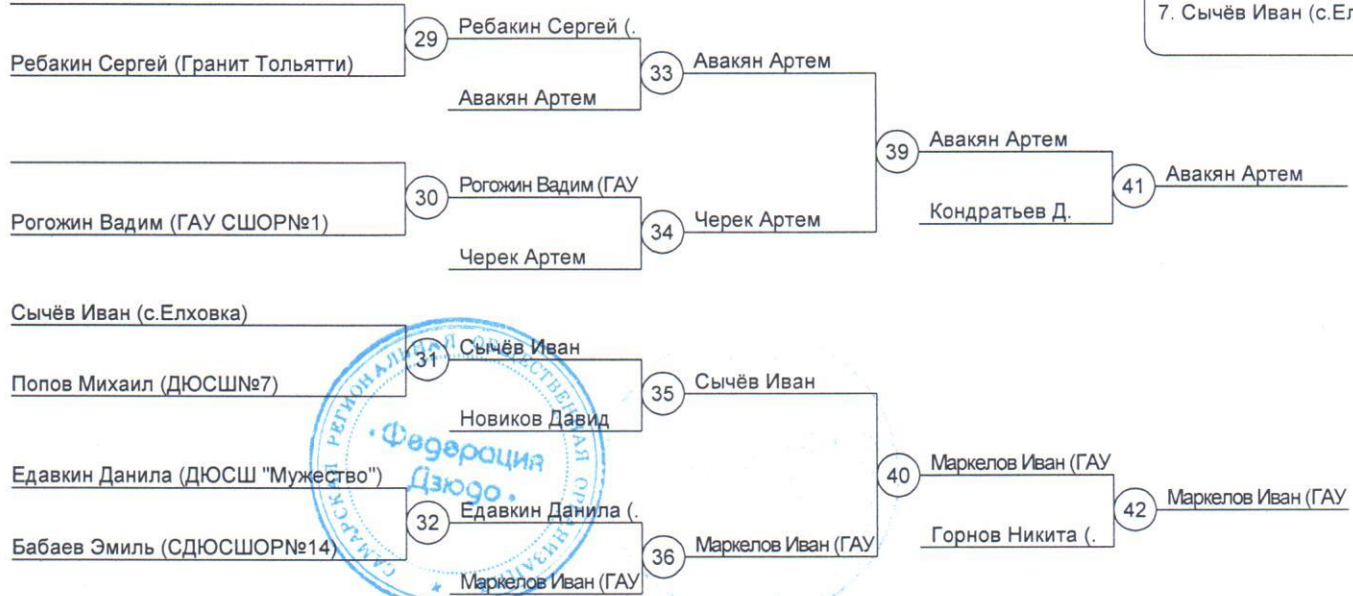 7. Сычёв Иван (с.Ел
29
Ребакин Сергей (.
Ребакин Сергей (Гранит Тольятти)
33
Авакян Артем
Авакян Артем
39
Авакян Артем
41
Авакян Артем
30
Рогожин Вадим (ГАУ
Рогожин Вадим (ГАУ СШОР№1)
34
Черек Артем
Кондратьев Д.
Черек Артем
Сычёв Иван (с.Елховка)
31
Сычёв Иван
Попов Михаил (ДЮСШ№7)
35
Сычёв Иван
Новиков Давид
Едавкин Данила (ДЮСШ "Мужество")
40
Маркелов Иван (ГАУ
42
Маркелов Иван (ГАУ
32
Едавкин Данила (.
Бабаев Эмиль (СДЮСШОР№14)
36
Маркелов Иван (ГАУ
Горнов Никита (.
Маркелов Иван (ГАУ
САМАРСКАЯ РЕГИОНАЛЬНАЯ ОБЩЕСТВЕННАЯ ОРГАНИЗАЦИЯ
Федерация
Дзюдо